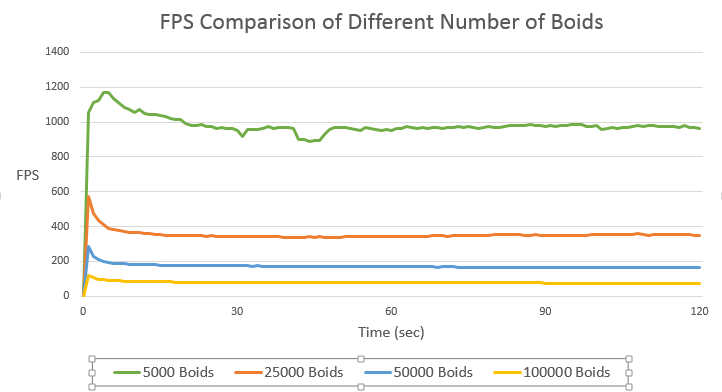 FPS Comparison of Different Number of Boids
1400
1200
1000
800
FPS
600
400
200
0
0 30 60 90 120
Time (sec)
5000 Boids 25000 Boids 50000 Boids 100000 Boids